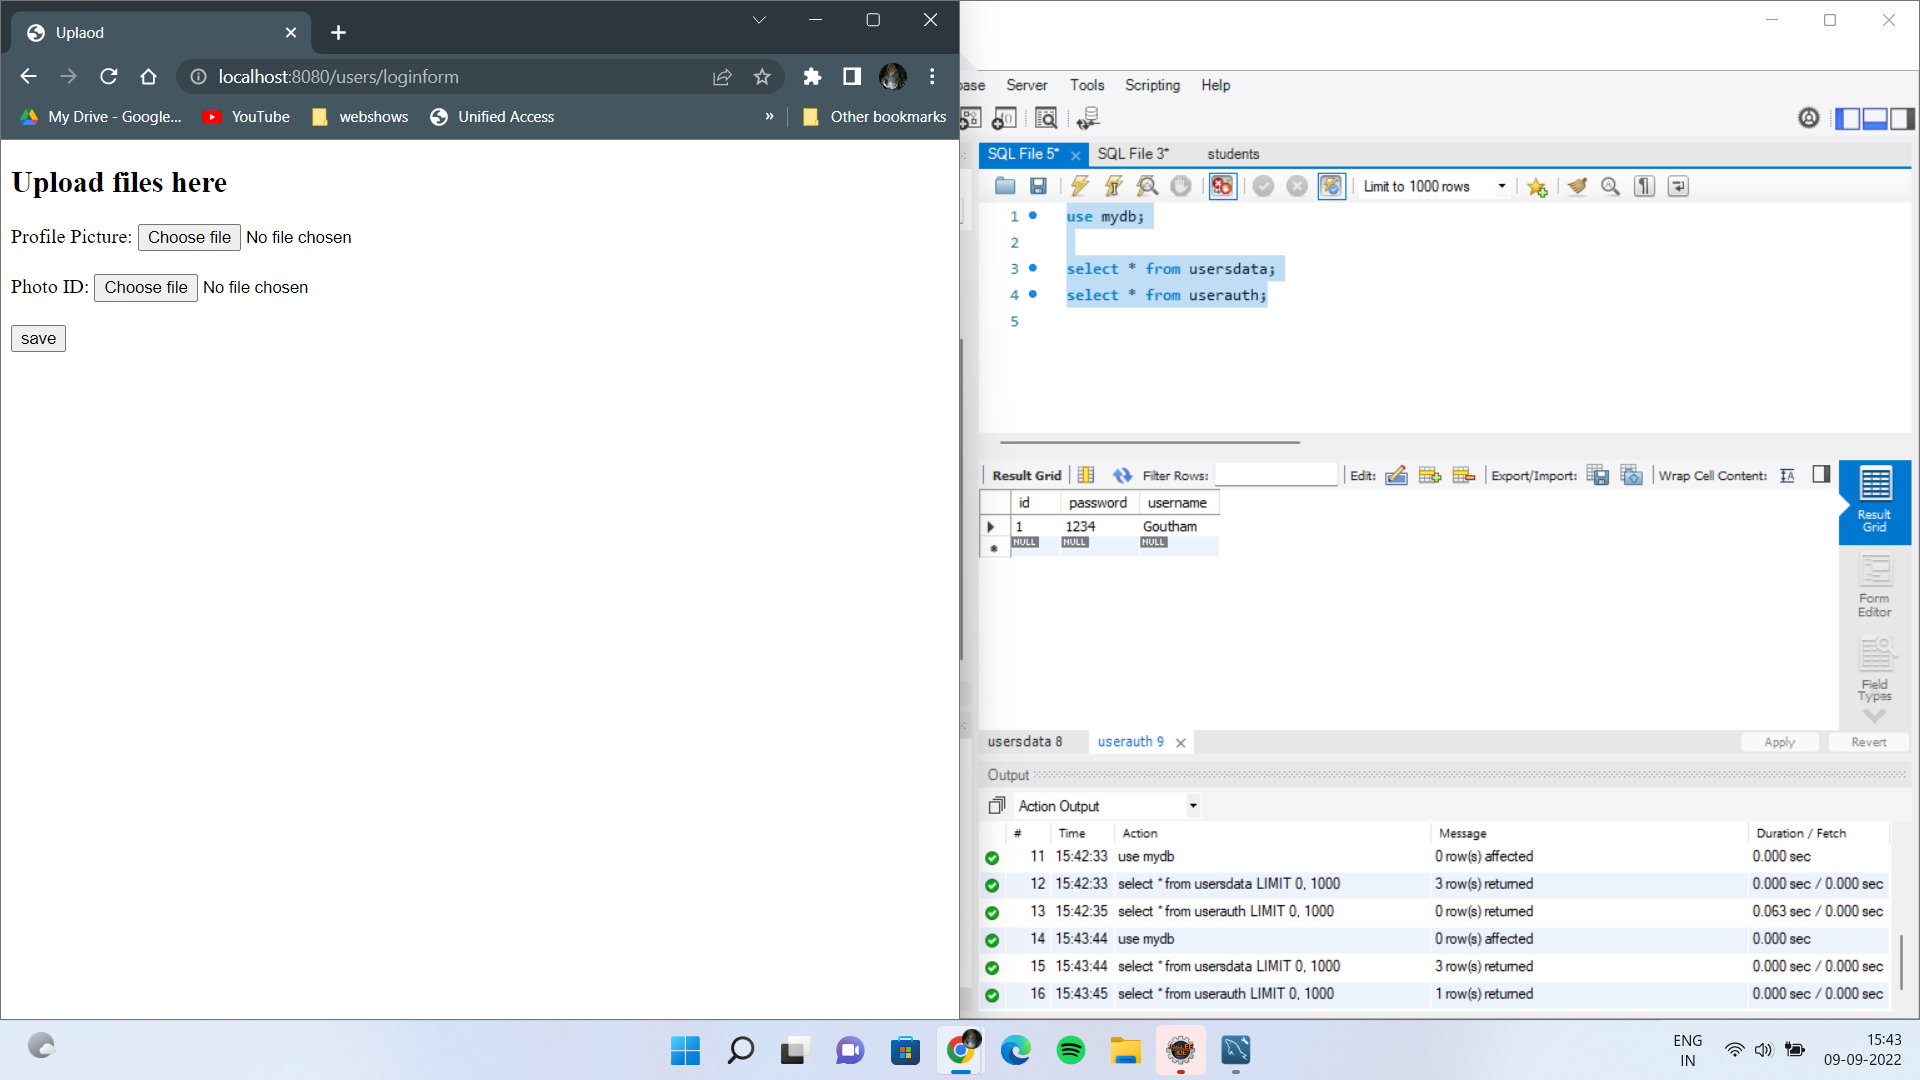 Uplaod
localhost:8080/users/loginform
My Drive - Google...
YouTube
webshows
Unified Access
»
Other bookmarks
Upload files here
Profile Picture: Choose file No file chosen
Photo ID: Choose file No file chosen
save
base Server Tools Scripting Help
SQL File 5* SQL File 3* students
Limit to 1000 rows
1 use mydb;
2
3 select * from usersdata;
4 select * from userauth;
5
Result Grid Filter Rows: Edit: Export/Import: Wrap Cell Content:
id password username
1 1234 Goutham
NULL NULL NULL
Result Grid
Form Editor
Field Types
usersdata 8 userauth 9 Apply Revert
Output
Action Output
# Time Action Message Duration / Fetch
11 15:42:33 use mydb 0 row(s) affected 0.000 sec
12 15:42:33 select * from usersdata LIMIT 0, 1000 3 row(s) returned 0.000 sec / 0.000 sec
13 15:42:35 select * from userauth LIMIT 0, 1000 0 row(s) returned 0.063 sec / 0.000 sec
14 15:43:44 use mydb 0 row(s) affected 0.000 sec
15 15:43:44 select * from usersdata LIMIT 0, 1000 3 row(s) returned 0.000 sec / 0.000 sec
16 15:43:45 select * from userauth LIMIT 0, 1000 1 row(s) returned 0.000 sec / 0.000 sec
ENG
IN
15:43
09-09-2022